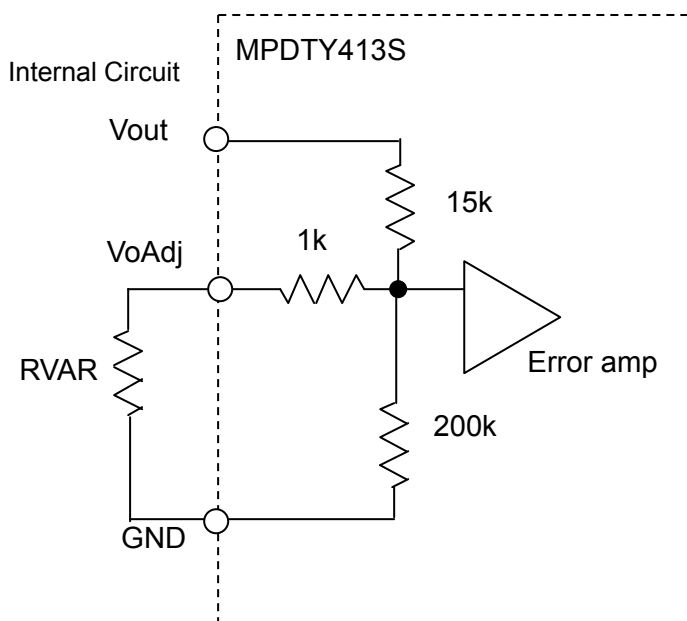 MPDTY413S
Internal Circuit
Vout
15k
1k
VoAdj
RVAR
Error amp
200k
GND